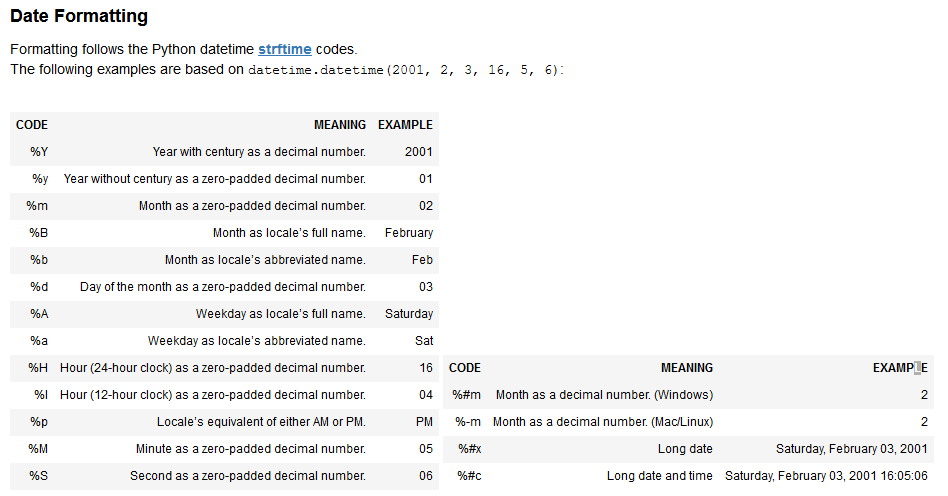 Date Formatting
Formatting follows the Python datetime strftime codes.
The following examples are based on datetime.datetime(2001, 2, 3, 16, 5, 6):
CODE MEANING EXAMPLE
%Y Year with century as a decimal number. 2001
%y Year without century as a zero-padded decimal number. 01
%m Month as a zero-padded decimal number. 02
%B Month as locale’s full name. February
%b Month as locale’s abbreviated name. Feb
%d Day of the month as a zero-padded decimal number. 03
%A Weekday as locale’s full name. Saturday
%a Weekday as locale’s abbreviated name. Sat
%H Hour (24-hour clock) as a zero-padded decimal number. 16
%I Hour (12-hour clock) as a zero-padded decimal number. 04
%p Locale’s equivalent of either AM or PM. PM
%M Minute as a zero-padded decimal number. 05
%S Second as a zero-padded decimal number. 06
CODE MEANING EXAMPLE
%#m Month as a decimal number. (Windows) 2
%-m Month as a decimal number. (Mac/Linux) 2
%#x Long date Saturday, February 03, 2001
%#c Long date and time Saturday, February 03, 2001 16:05:06